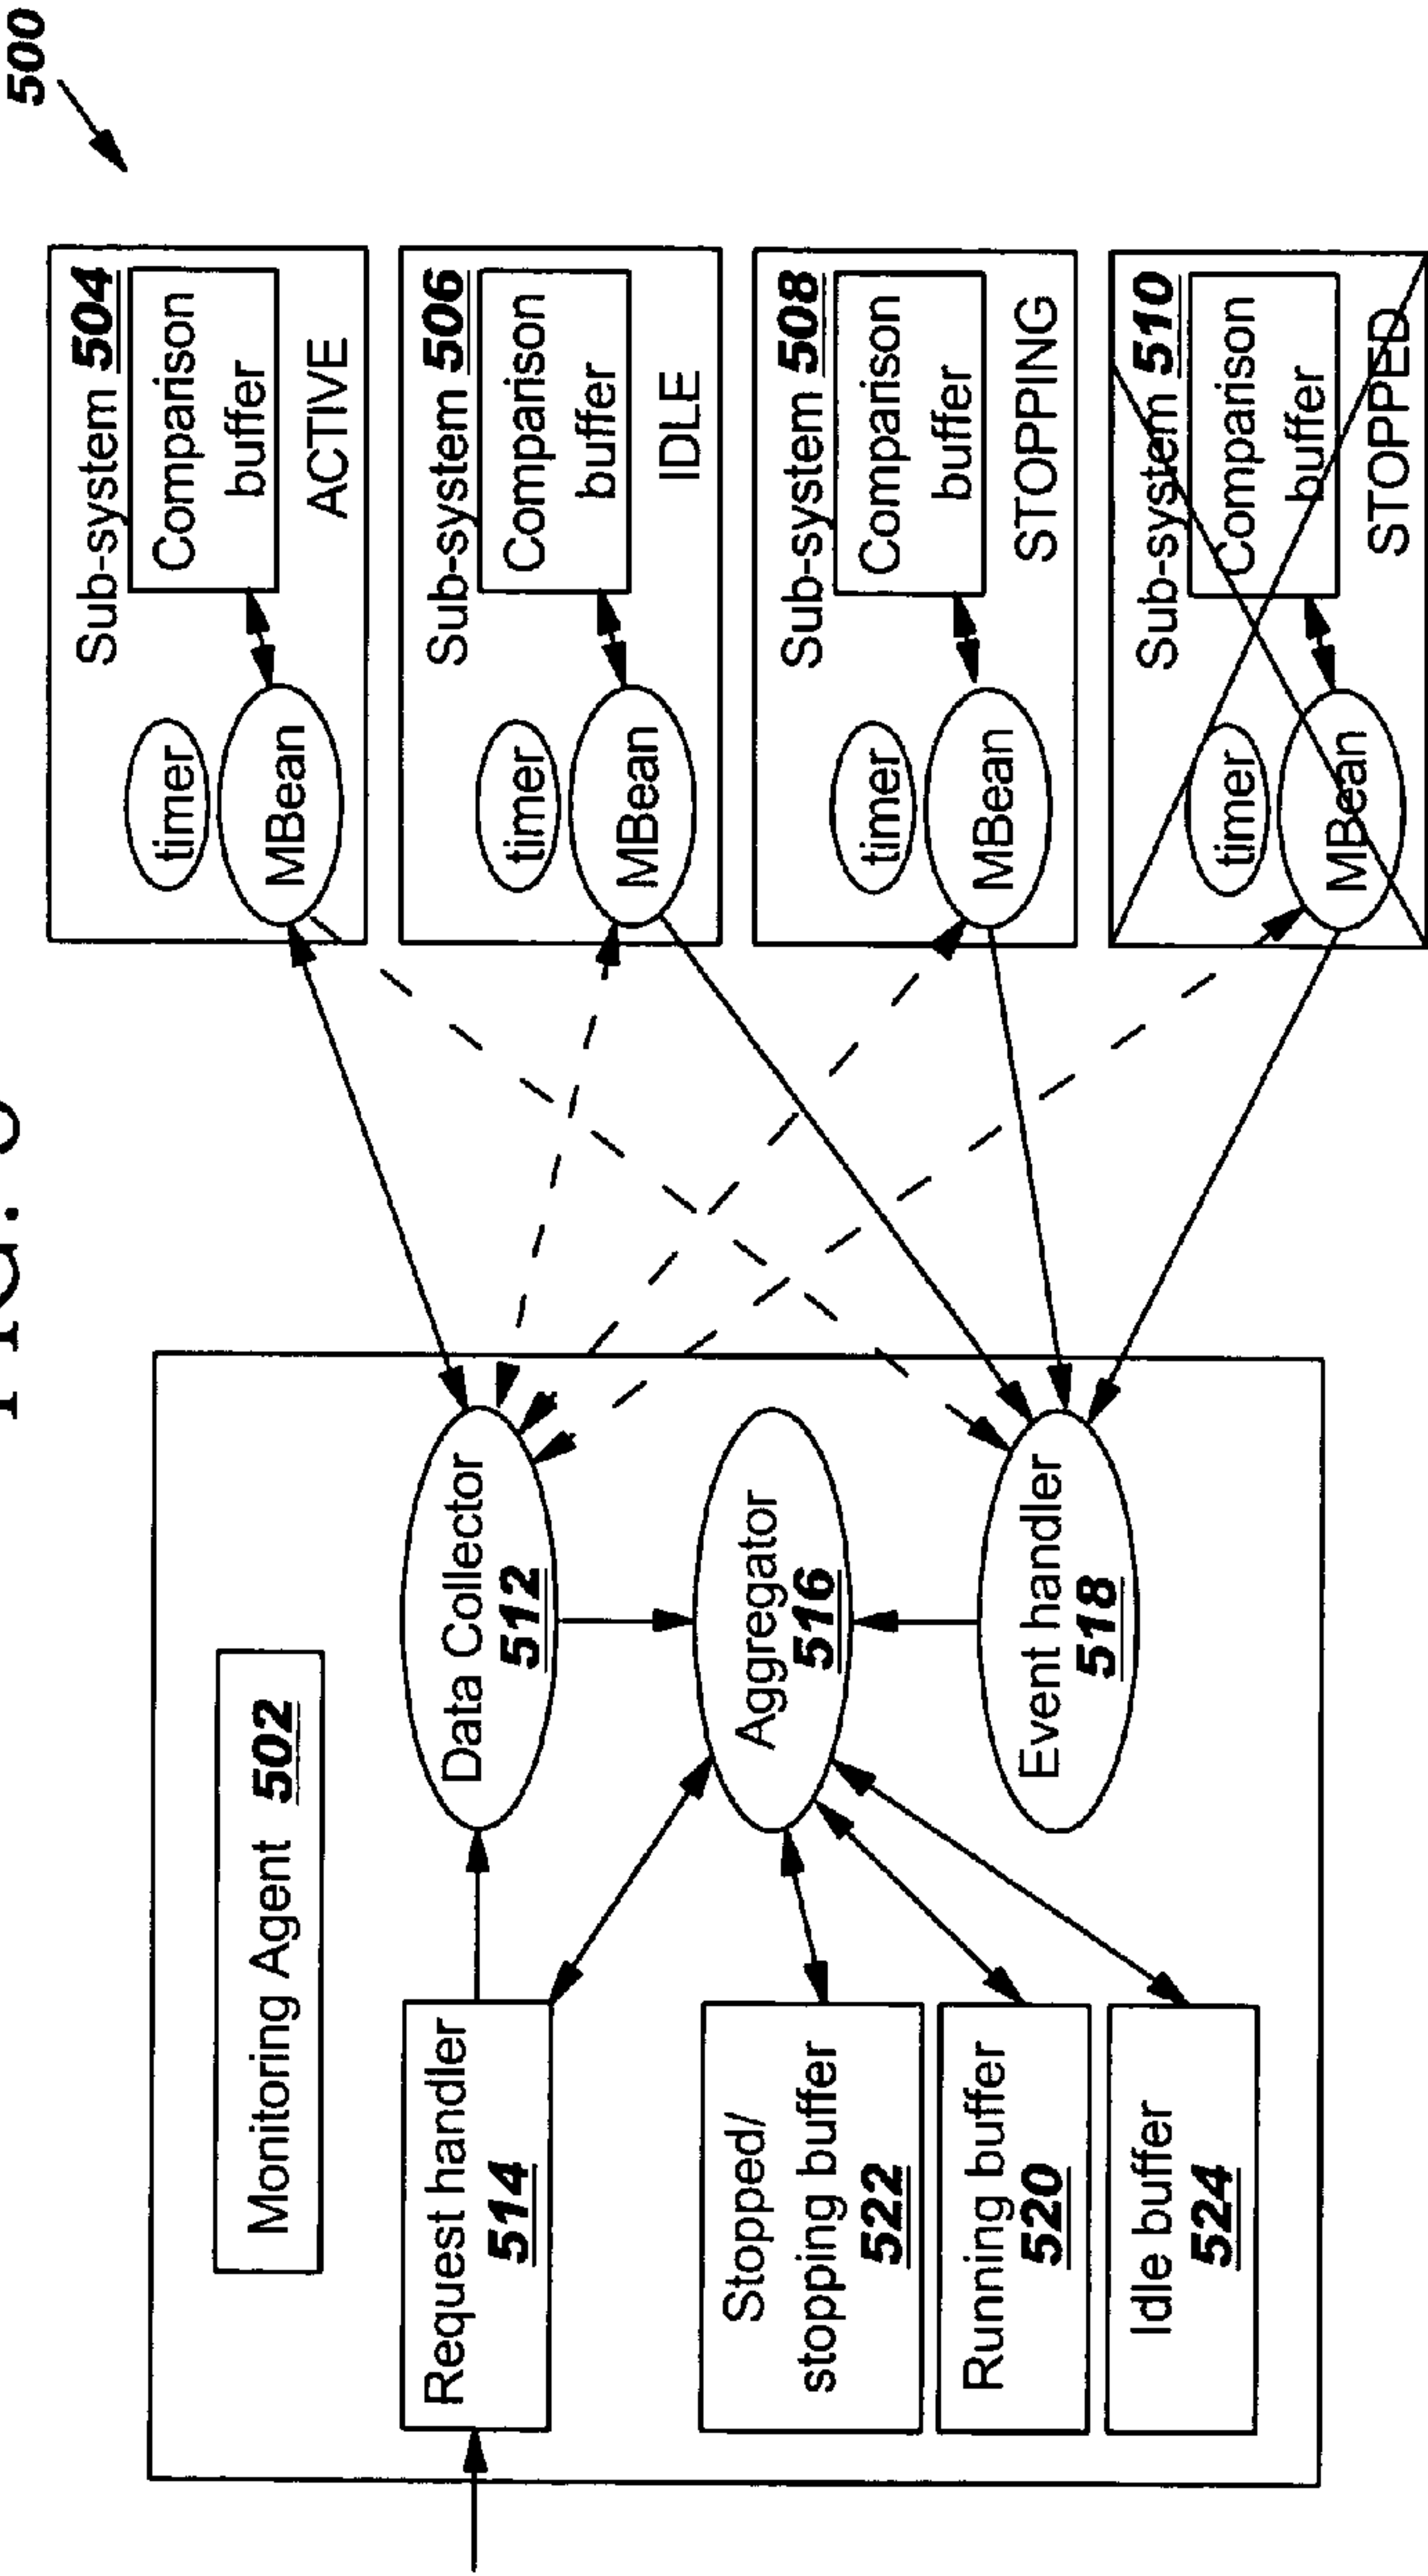 500
Monitoring Agent 502
Request handler
514
Data Collector
512
Stopped/
stopping buffer
522
Aggregator
516
Running buffer
520
Idle buffer
524
Event handler
518
Sub-system 504
timer
MBean
Comparison
buffer
ACTIVE
Sub-system 506
timer
MBean
Comparison
buffer
IDLE
Sub-system 508
timer
MBean
Comparison
buffer
STOPPING
Sub-system 510
timer
MBean
Comparison
buffer
STOPPED